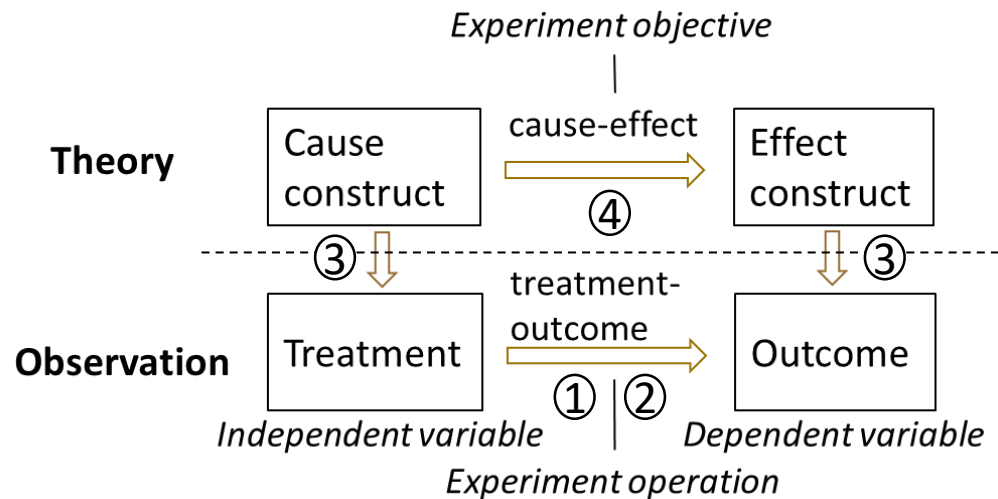 Experiment objective
Cause
construct
cause-effect
Effect
construct
Theory
④
③
③
treatment-
outcome
Treatment
Outcome
Observation
①
②
Independent variable
Dependent variable
Experiment operation